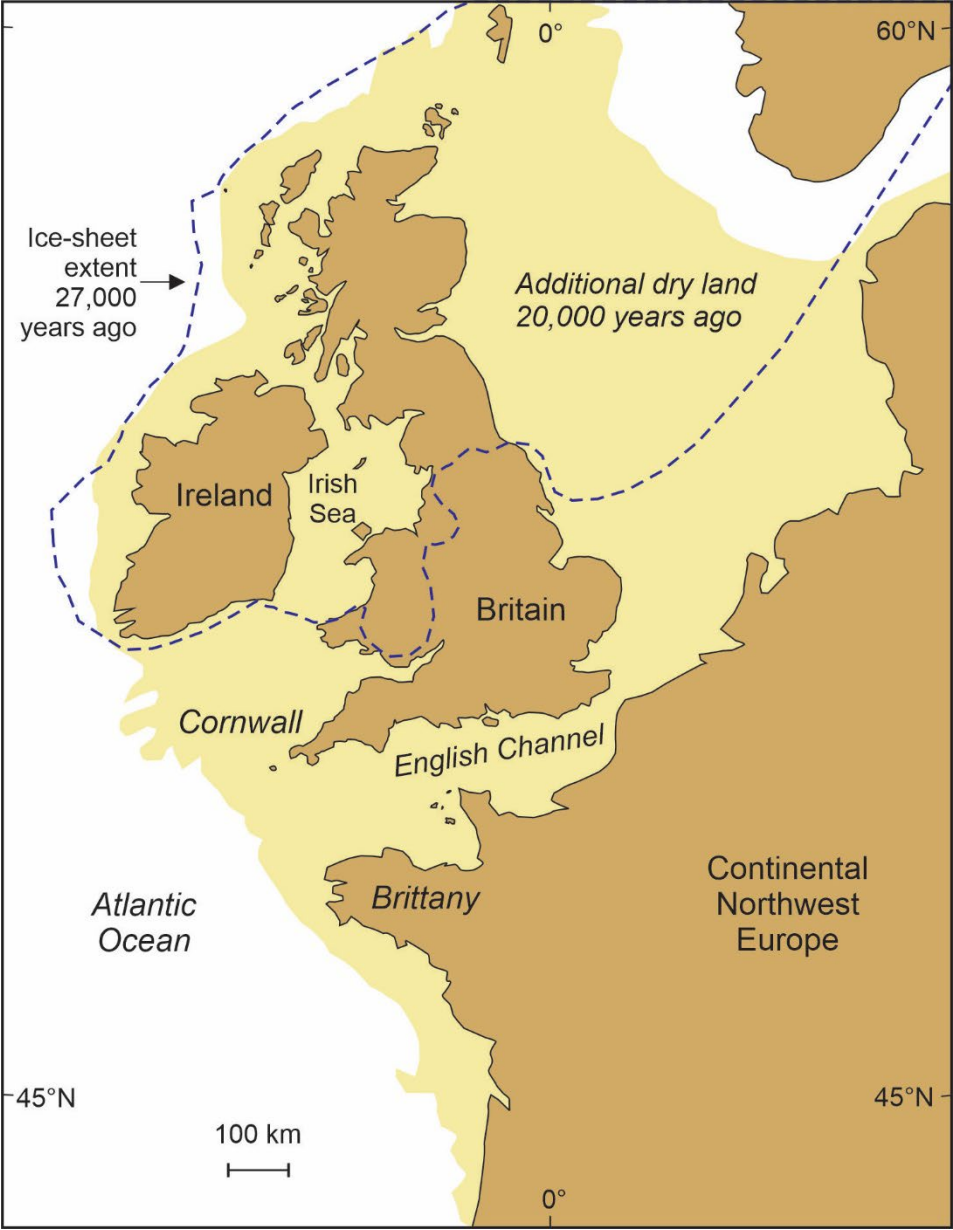 0°
60°N
Ice-sheet
extent
27,000
years ago
Additional dry land
20,000 years ago
Ireland
Irish
Sea
Britain
Cornwall
English Channel
Continental
Northwest
Europe
Brittany
Atlantic
Ocean
45°N
45°N
100 km
0°